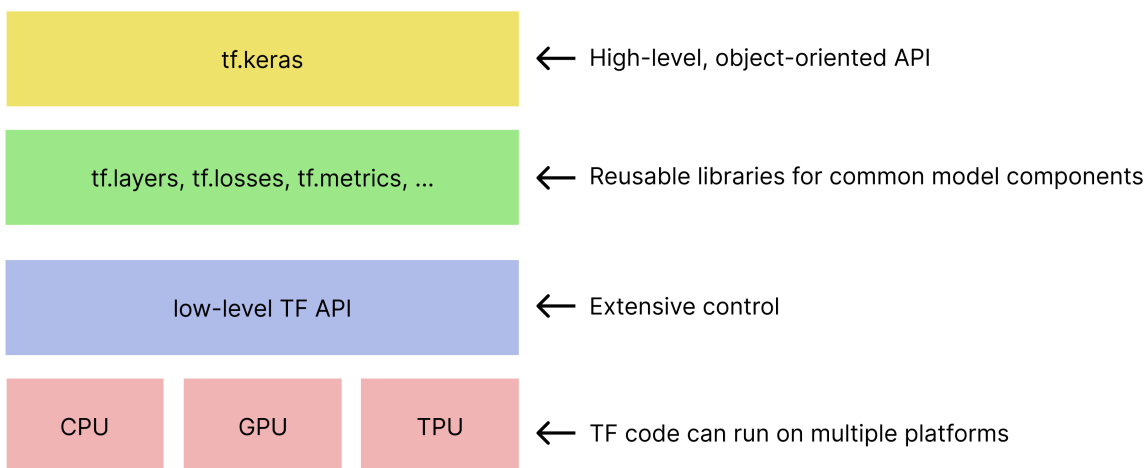 tf.keras
High-level, object-oriented API
tf.layers, tf.losses, tf.metrics, ...
Reusable libraries for common model components
low-level TF API
Extensive control
CPU
GPU
TPU
TF code can run on multiple platforms